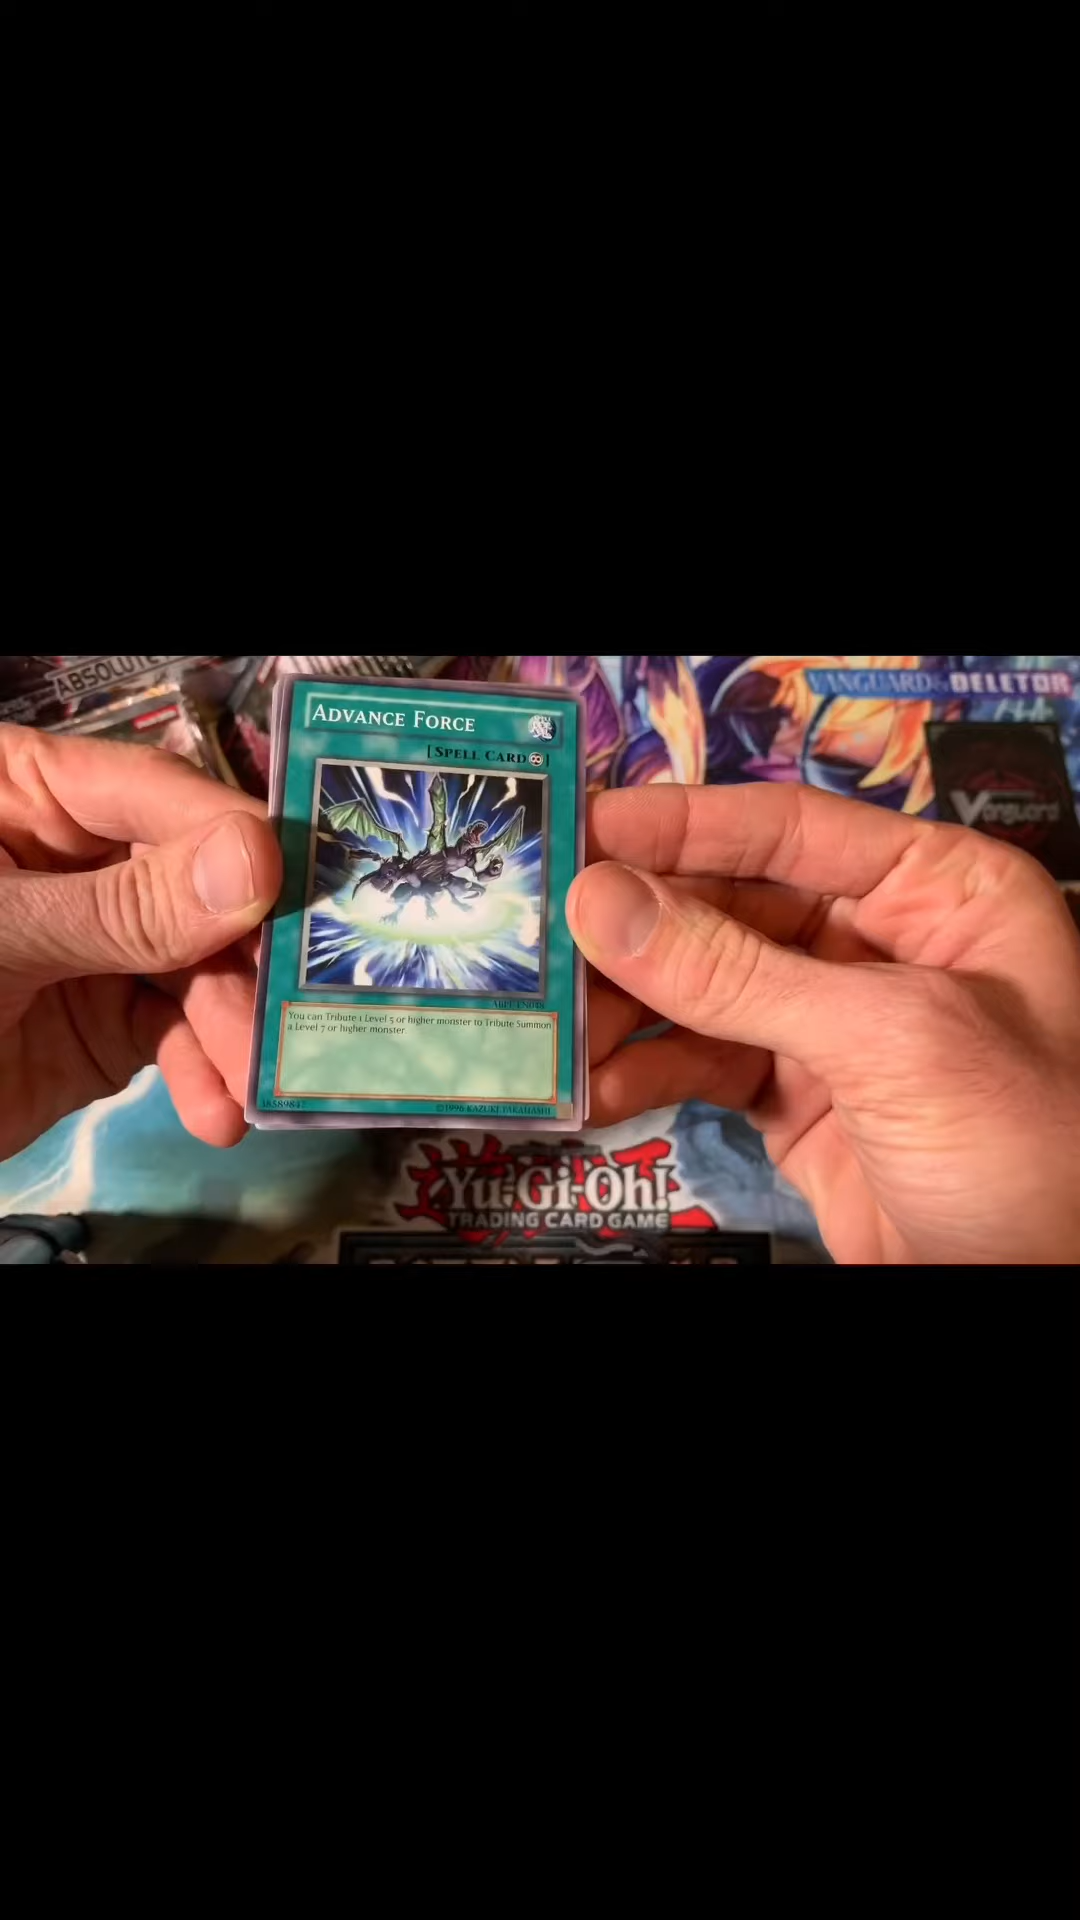 ABSOLUTE
VANGUARD DELETOR
ADVANCE FORCE
[SPELL CARD]
Vanguard
You can Tribute 1 Level 5 or higher monster to Tribute Summon
a Level 7 or higher monster.
©1996 KAZUKI TAKAHASHI
Yu-Gi-Oh!
TRADING CARD GAME